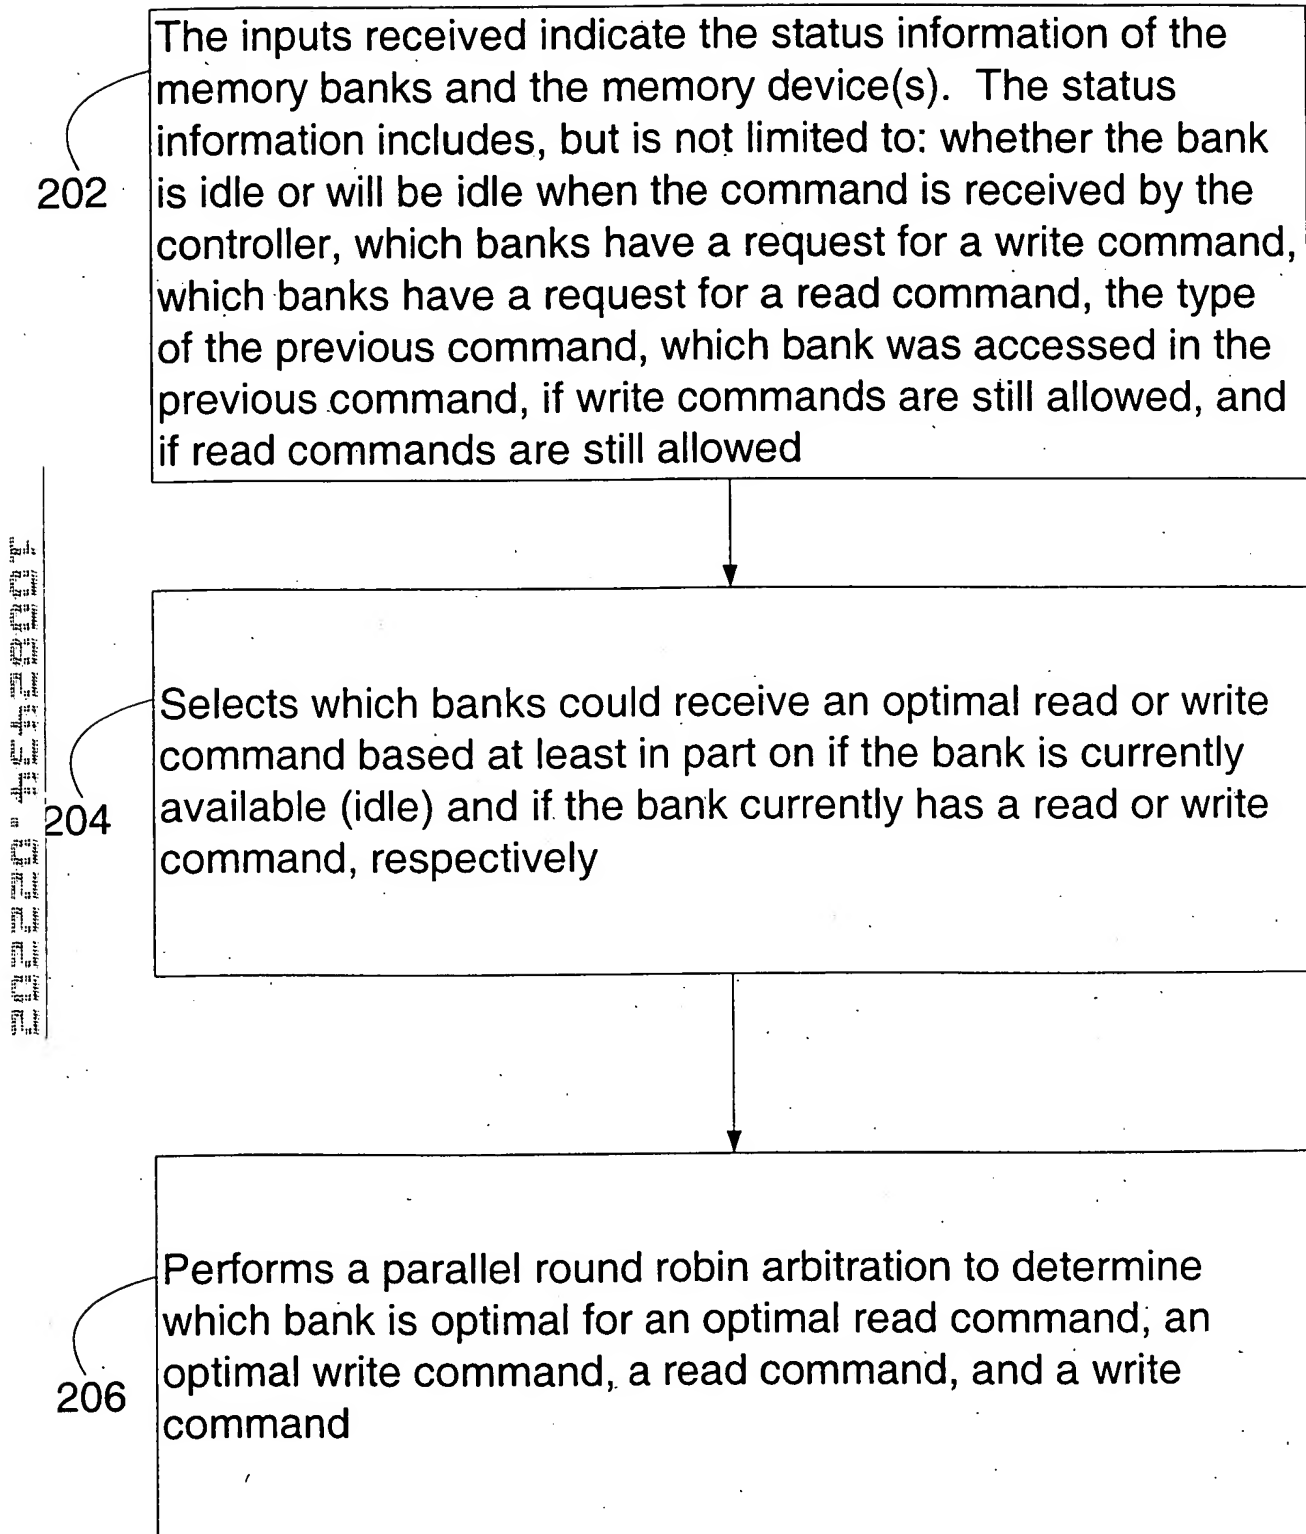 The inputs received indicate the status information of the
memory banks and the memory device(s). The status
information includes, but is not limited to: whether the bank
is idle or will be idle when the command is received by the
controller, which banks have a request for a write command,
which banks have a request for a read command, the type
of the previous command, which bank was accessed in the
previous command, if write commands are still allowed, and
if read commands are still allowed
202
Selects which banks could receive an optimal read or write
command based at least in part on if the bank is currently
available (idle) and if the bank currently has a read or write
command, respectively
204
Performs a parallel round robin arbitration to determine
which bank is optimal for an optimal read command, an
optimal write command, a read command, and a write
command
206